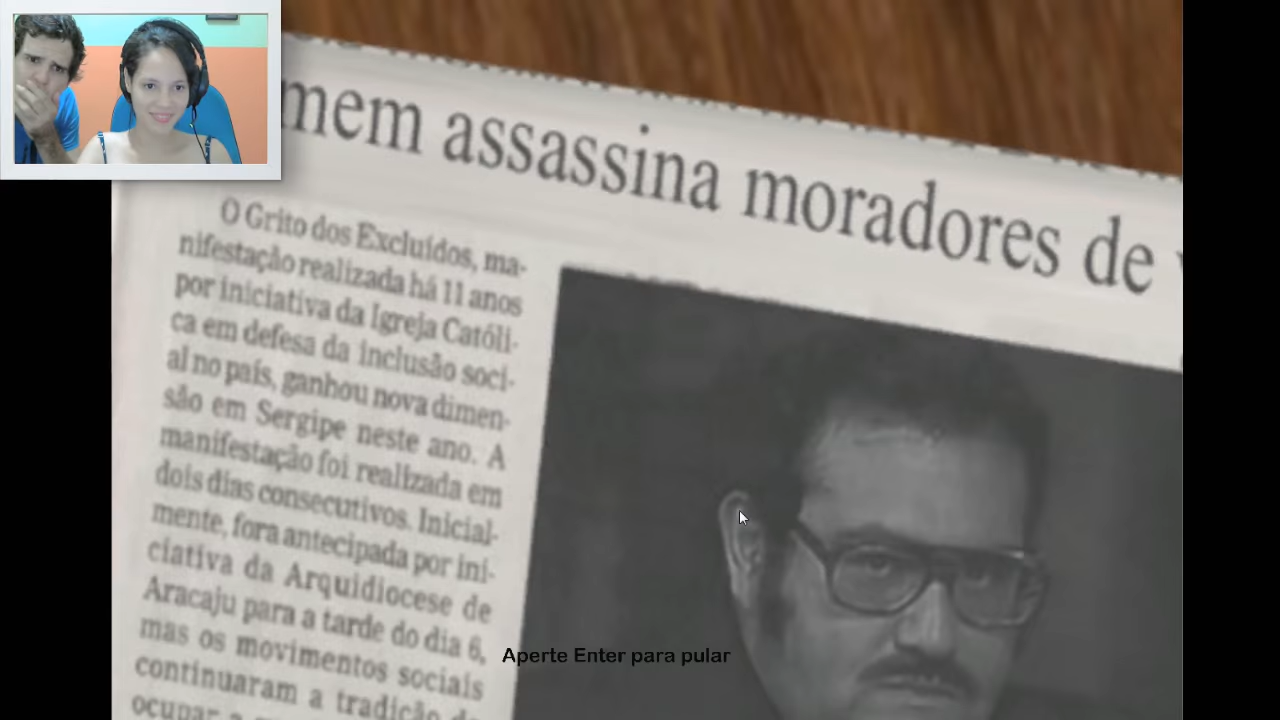 mem assassina moradores de
O Grito dos Excluídos, ma-
nifestação realizada há 11 anos
por iniciativa da Igreja Católi-
ca em defesa da inclusão soci-
al no país, ganhou nova dimen-
são em Sergipe neste ano. A
manifestação foi realizada em
dois dias consecutivos. Inicial-
mente, fora antecipada por ini-
ciativa da Arquidiocese de
Aracaju para a tarde do dia 6,
mas os movimentos sociais
continuaram a tradição de
ocupar a
Aperte Enter para pular